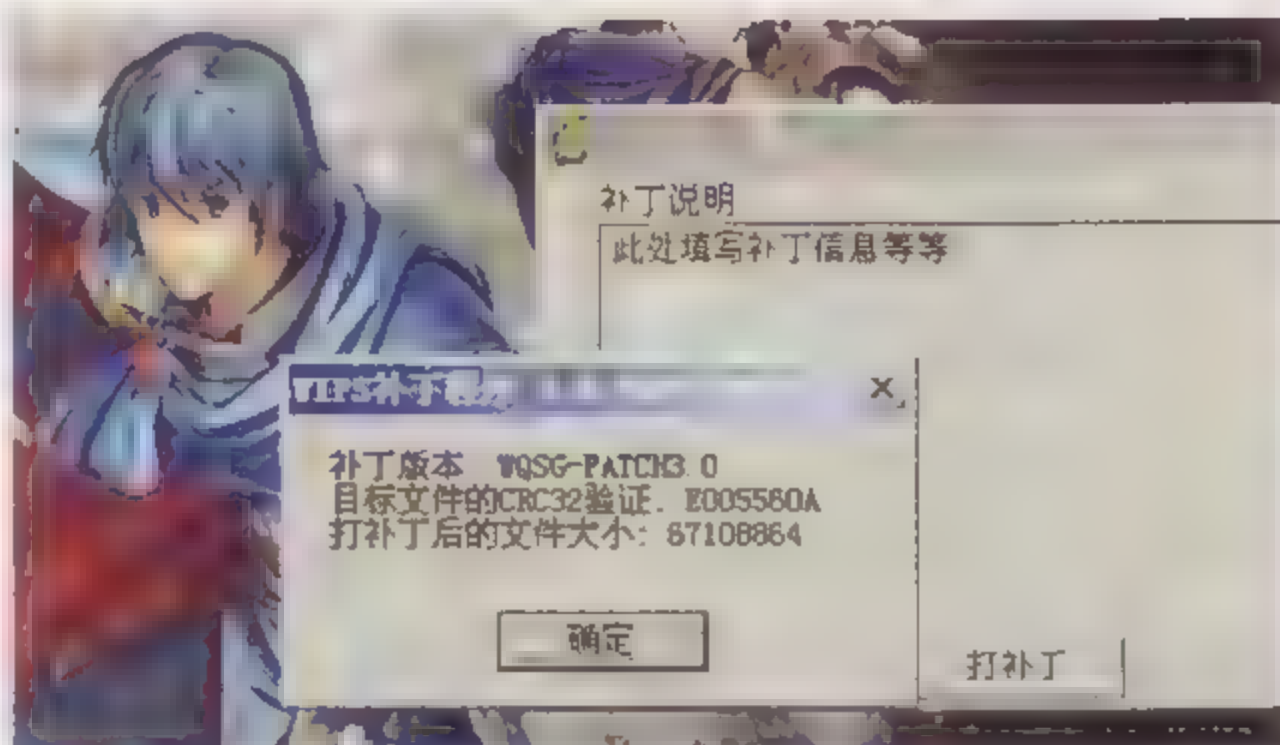 补丁说明
此处填写补丁信息等等
补丁版本 WQSG-PATCH3.0
目标文件的CRC32验证: E005560A
打补丁后的文件大小: 67108864
确定
打补丁